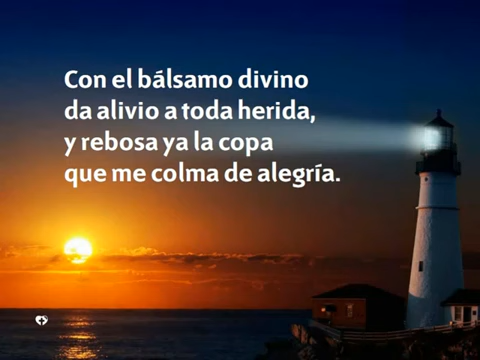 Con el bálsamo divino
da alivio a toda herida,
y rebosa ya la copa
que me colma de alegría.